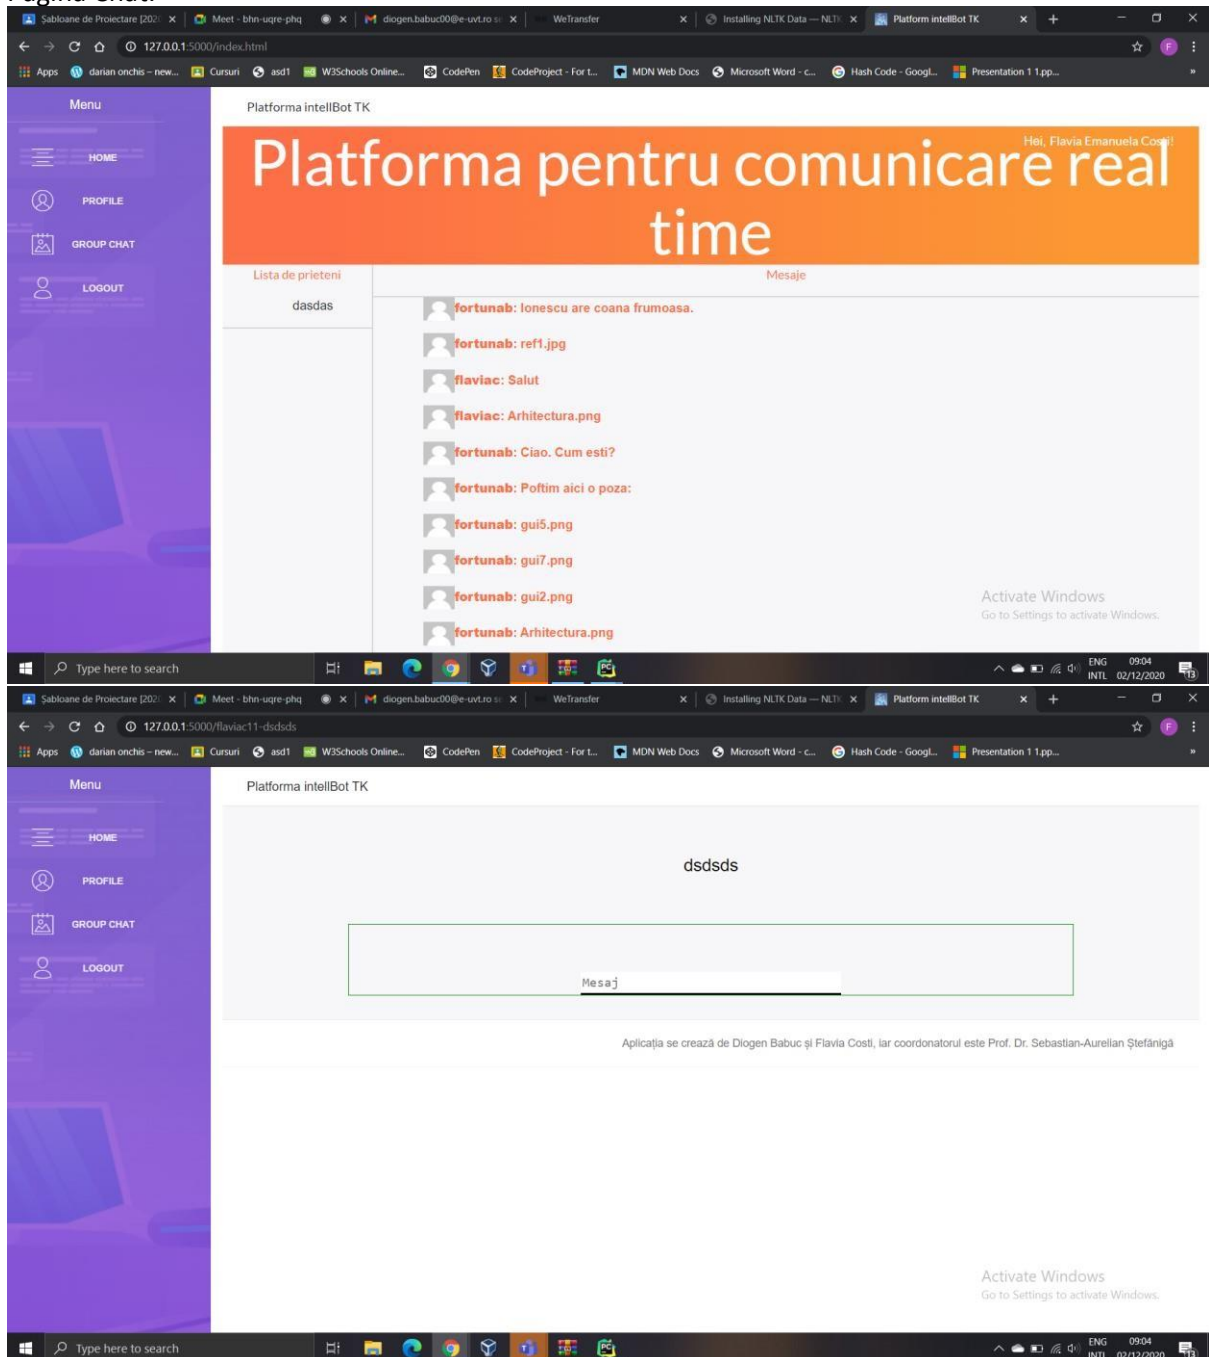 Pagina Chat:
Șabloane de Proiectare [202 Meet - bhn-uqre-phq diogen.babuc00@e-uvt.ro WeTransfer Installing NLTK Data — NLT Platform intellBot TK
127.0.0.1:5000/index.html
Apps darian onchis – new... Cursuri asd1 W3Schools Online... CodePen CodeProject - For t... MDN Web Docs Microsoft Word - c... Hash Code - Googl... Presentation 1 1.pp... »
Menu
HOME
PROFILE
GROUP CHAT
LOGOUT
Platforma intellBot TK
Hei, Flavia Emanuela Costi!
Platforma pentru comunicare real
time
Lista de prieteni
dasdas
Mesaje
fortunab: Ionescu are coana frumoasa.
fortunab: ref1.jpg
flaviac: Salut
flaviac: Arhitectura.png
fortunab: Ciao. Cum esti?
fortunab: Poftim aici o poza:
fortunab: gui5.png
fortunab: gui7.png
fortunab: gui2.png
fortunab: Arhitectura.png
Activate Windows
Go to Settings to activate Windows.
Type here to search
ENG 09:04
INTL 02/12/2020
13
Șabloane de Proiectare [202 Meet - bhn-uqre-phq diogen.babuc00@e-uvt.ro WeTransfer Installing NLTK Data — NLT Platform intellBot TK
127.0.0.1:5000/flaviac11-dsdsds
Apps darian onchis – new... Cursuri asd1 W3Schools Online... CodePen CodeProject - For t... MDN Web Docs Microsoft Word - c... Hash Code - Googl... Presentation 1 1.pp... »
Menu
HOME
PROFILE
GROUP CHAT
LOGOUT
Platforma intellBot TK
dsdsds
Mesaj
Aplicația se crează de Diogen Babuc și Flavia Costi, iar coordonatorul este Prof. Dr. Sebastian-Aurelian Ștefănigă
Activate Windows
Go to Settings to activate Windows.
Type here to search
ENG 09:04
INTL 02/12/2020
13